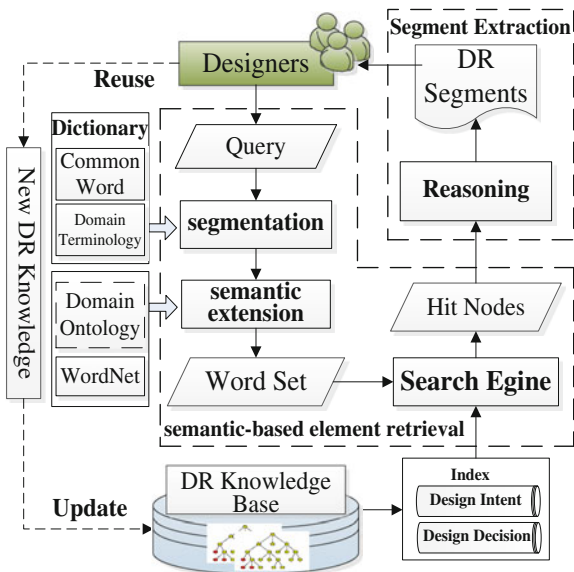 Segment Extraction
Designers
DR
Segments
Reuse
Dictionary
Common
Word
Domain
Terminology
Query
segmentation
Reasoning
New DR Knowledge
Domain
Ontology
WordNet
semantic
extension
Hit Nodes
Word Set
Search Egine
semantic-based element retrieval
Update
DR Knowledge
Base
Index
Design Intent
Design Decision